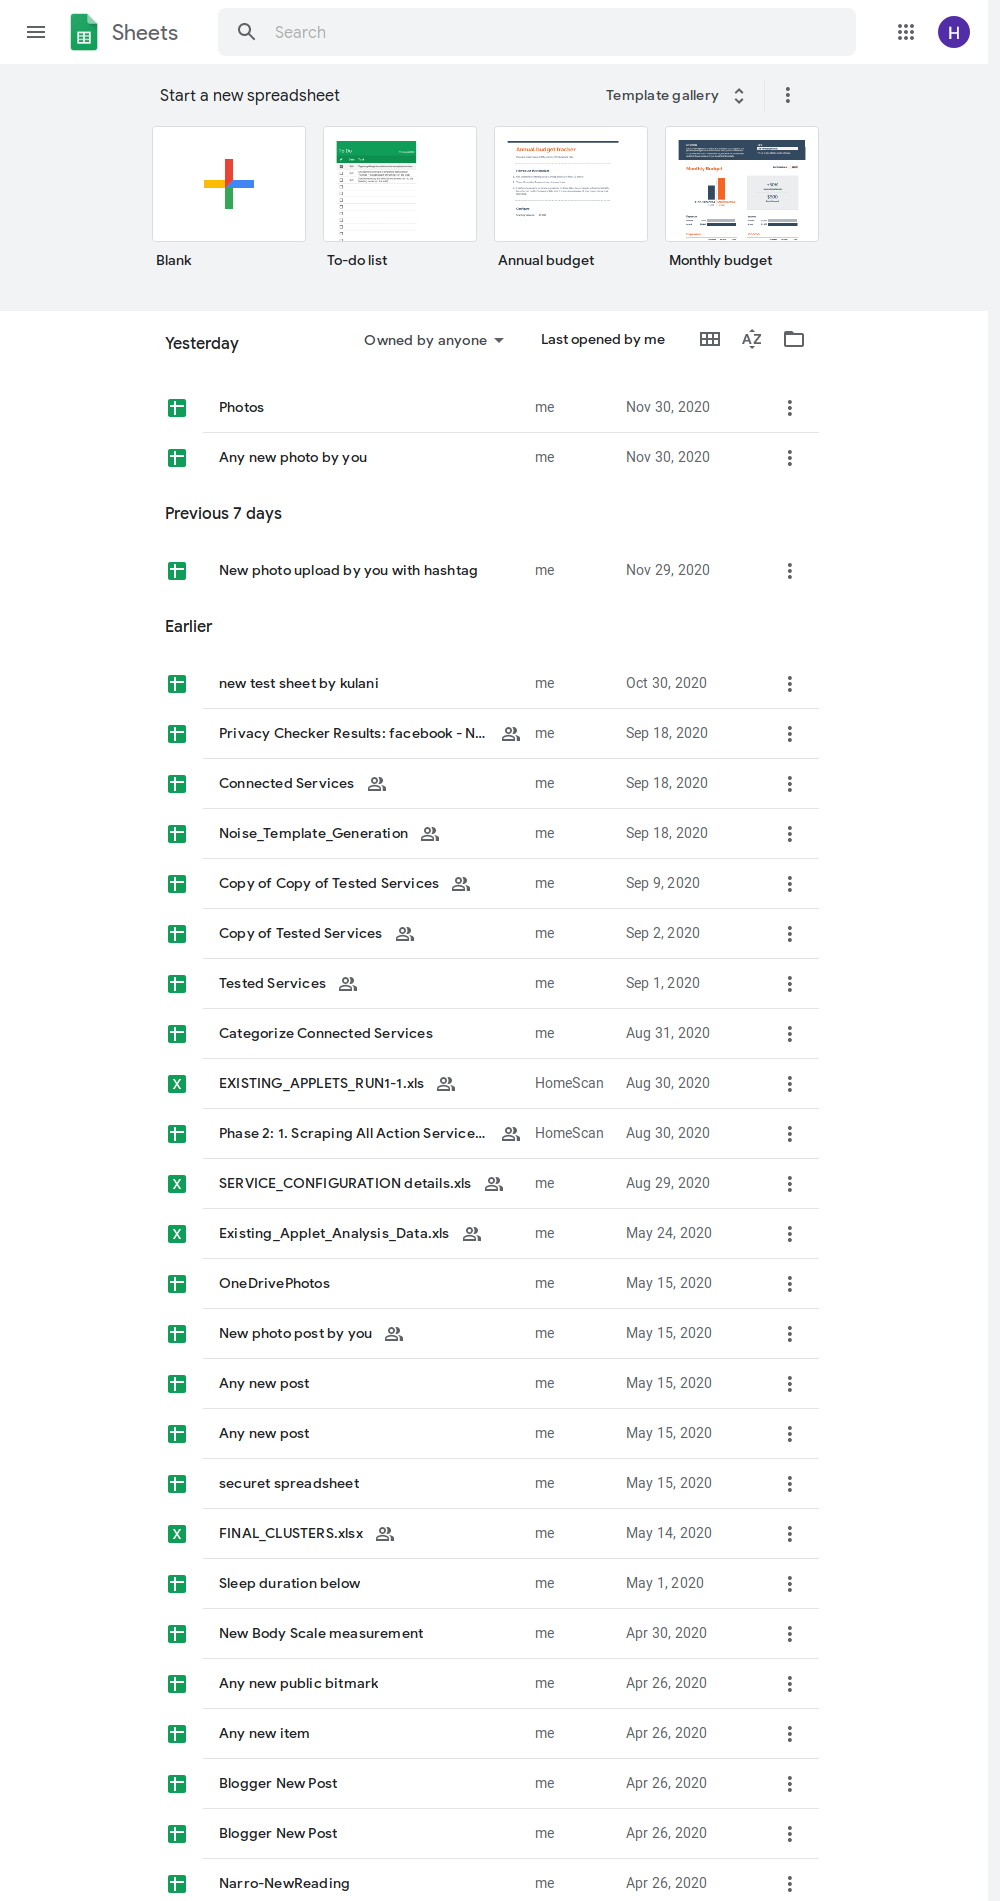 Sheets
Search
H
Start a new spreadsheet
Template gallery
To Do
Annual budget tracker
Monthly Budget
Blank
To-do list
Annual budget
Monthly budget
Yesterday
Owned by anyone
Last opened by me
AZ
Photos me Nov 30, 2020
Any new photo by you me Nov 30, 2020
Previous 7 days
New photo upload by you with hashtag me Nov 29, 2020
Earlier
new test sheet by kulani me Oct 30, 2020
Privacy Checker Results: facebook - N... me Sep 18, 2020
Connected Services me Sep 18, 2020
Noise_Template_Generation me Sep 18, 2020
Copy of Copy of Tested Services me Sep 9, 2020
Copy of Tested Services me Sep 2, 2020
Tested Services me Sep 1, 2020
Categorize Connected Services me Aug 31, 2020
X EXISTING_APPLETS_RUN1-1.xls HomeScan Aug 30, 2020
Phase 2: 1. Scraping All Action Service... HomeScan Aug 30, 2020
X SERVICE_CONFIGURATION details.xls me Aug 29, 2020
X Existing_Applet_Analysis_Data.xls me May 24, 2020
OneDrivePhotos me May 15, 2020
New photo post by you me May 15, 2020
Any new post me May 15, 2020
Any new post me May 15, 2020
securet spreadsheet me May 15, 2020
X FINAL_CLUSTERS.xlsx me May 14, 2020
Sleep duration below me May 1, 2020
New Body Scale measurement me Apr 30, 2020
Any new public bitmark me Apr 26, 2020
Any new item me Apr 26, 2020
Blogger New Post me Apr 26, 2020
Blogger New Post me Apr 26, 2020
Narro-NewReading me Apr 26, 2020